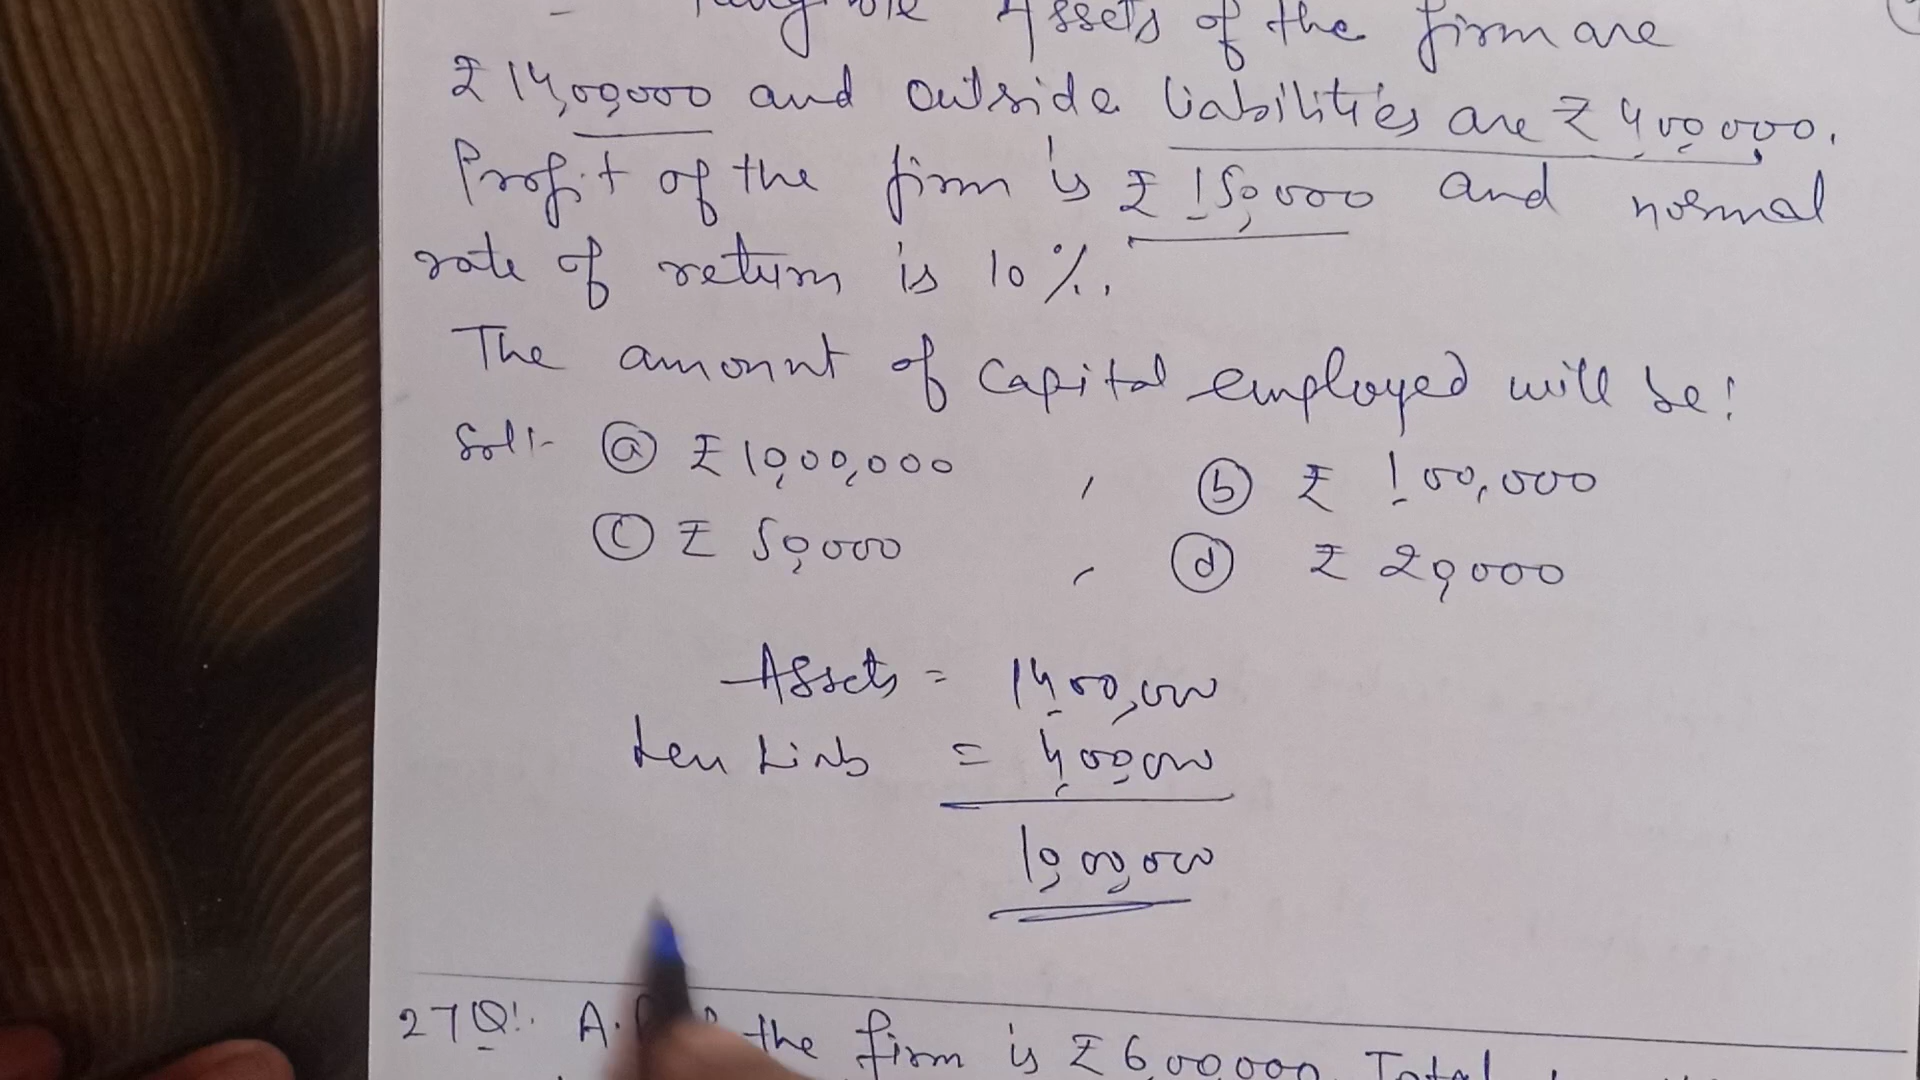 - Tangible Assets of the firm are
₹ 14,00,000 and outside liabilities are ₹ 4,00,000.
Profit of the firm is ₹ 1,50,000 and normal
rate of return is 10%.
The amount of capital employed will be:
Sol:- (a) ₹ 10,00,000 , (b) ₹ 1,00,000
(c) ₹ 50,000 , (d) ₹ 20,000
Assets = 14,00,000
Less Liab = 4,00,000
10,00,000
27Q:. the firm is ₹ 6,00,000. Total